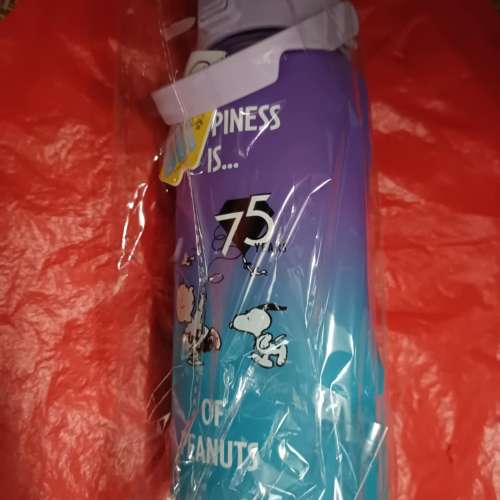 PINESS
IS...
75
YEARS
OF
EANUTS